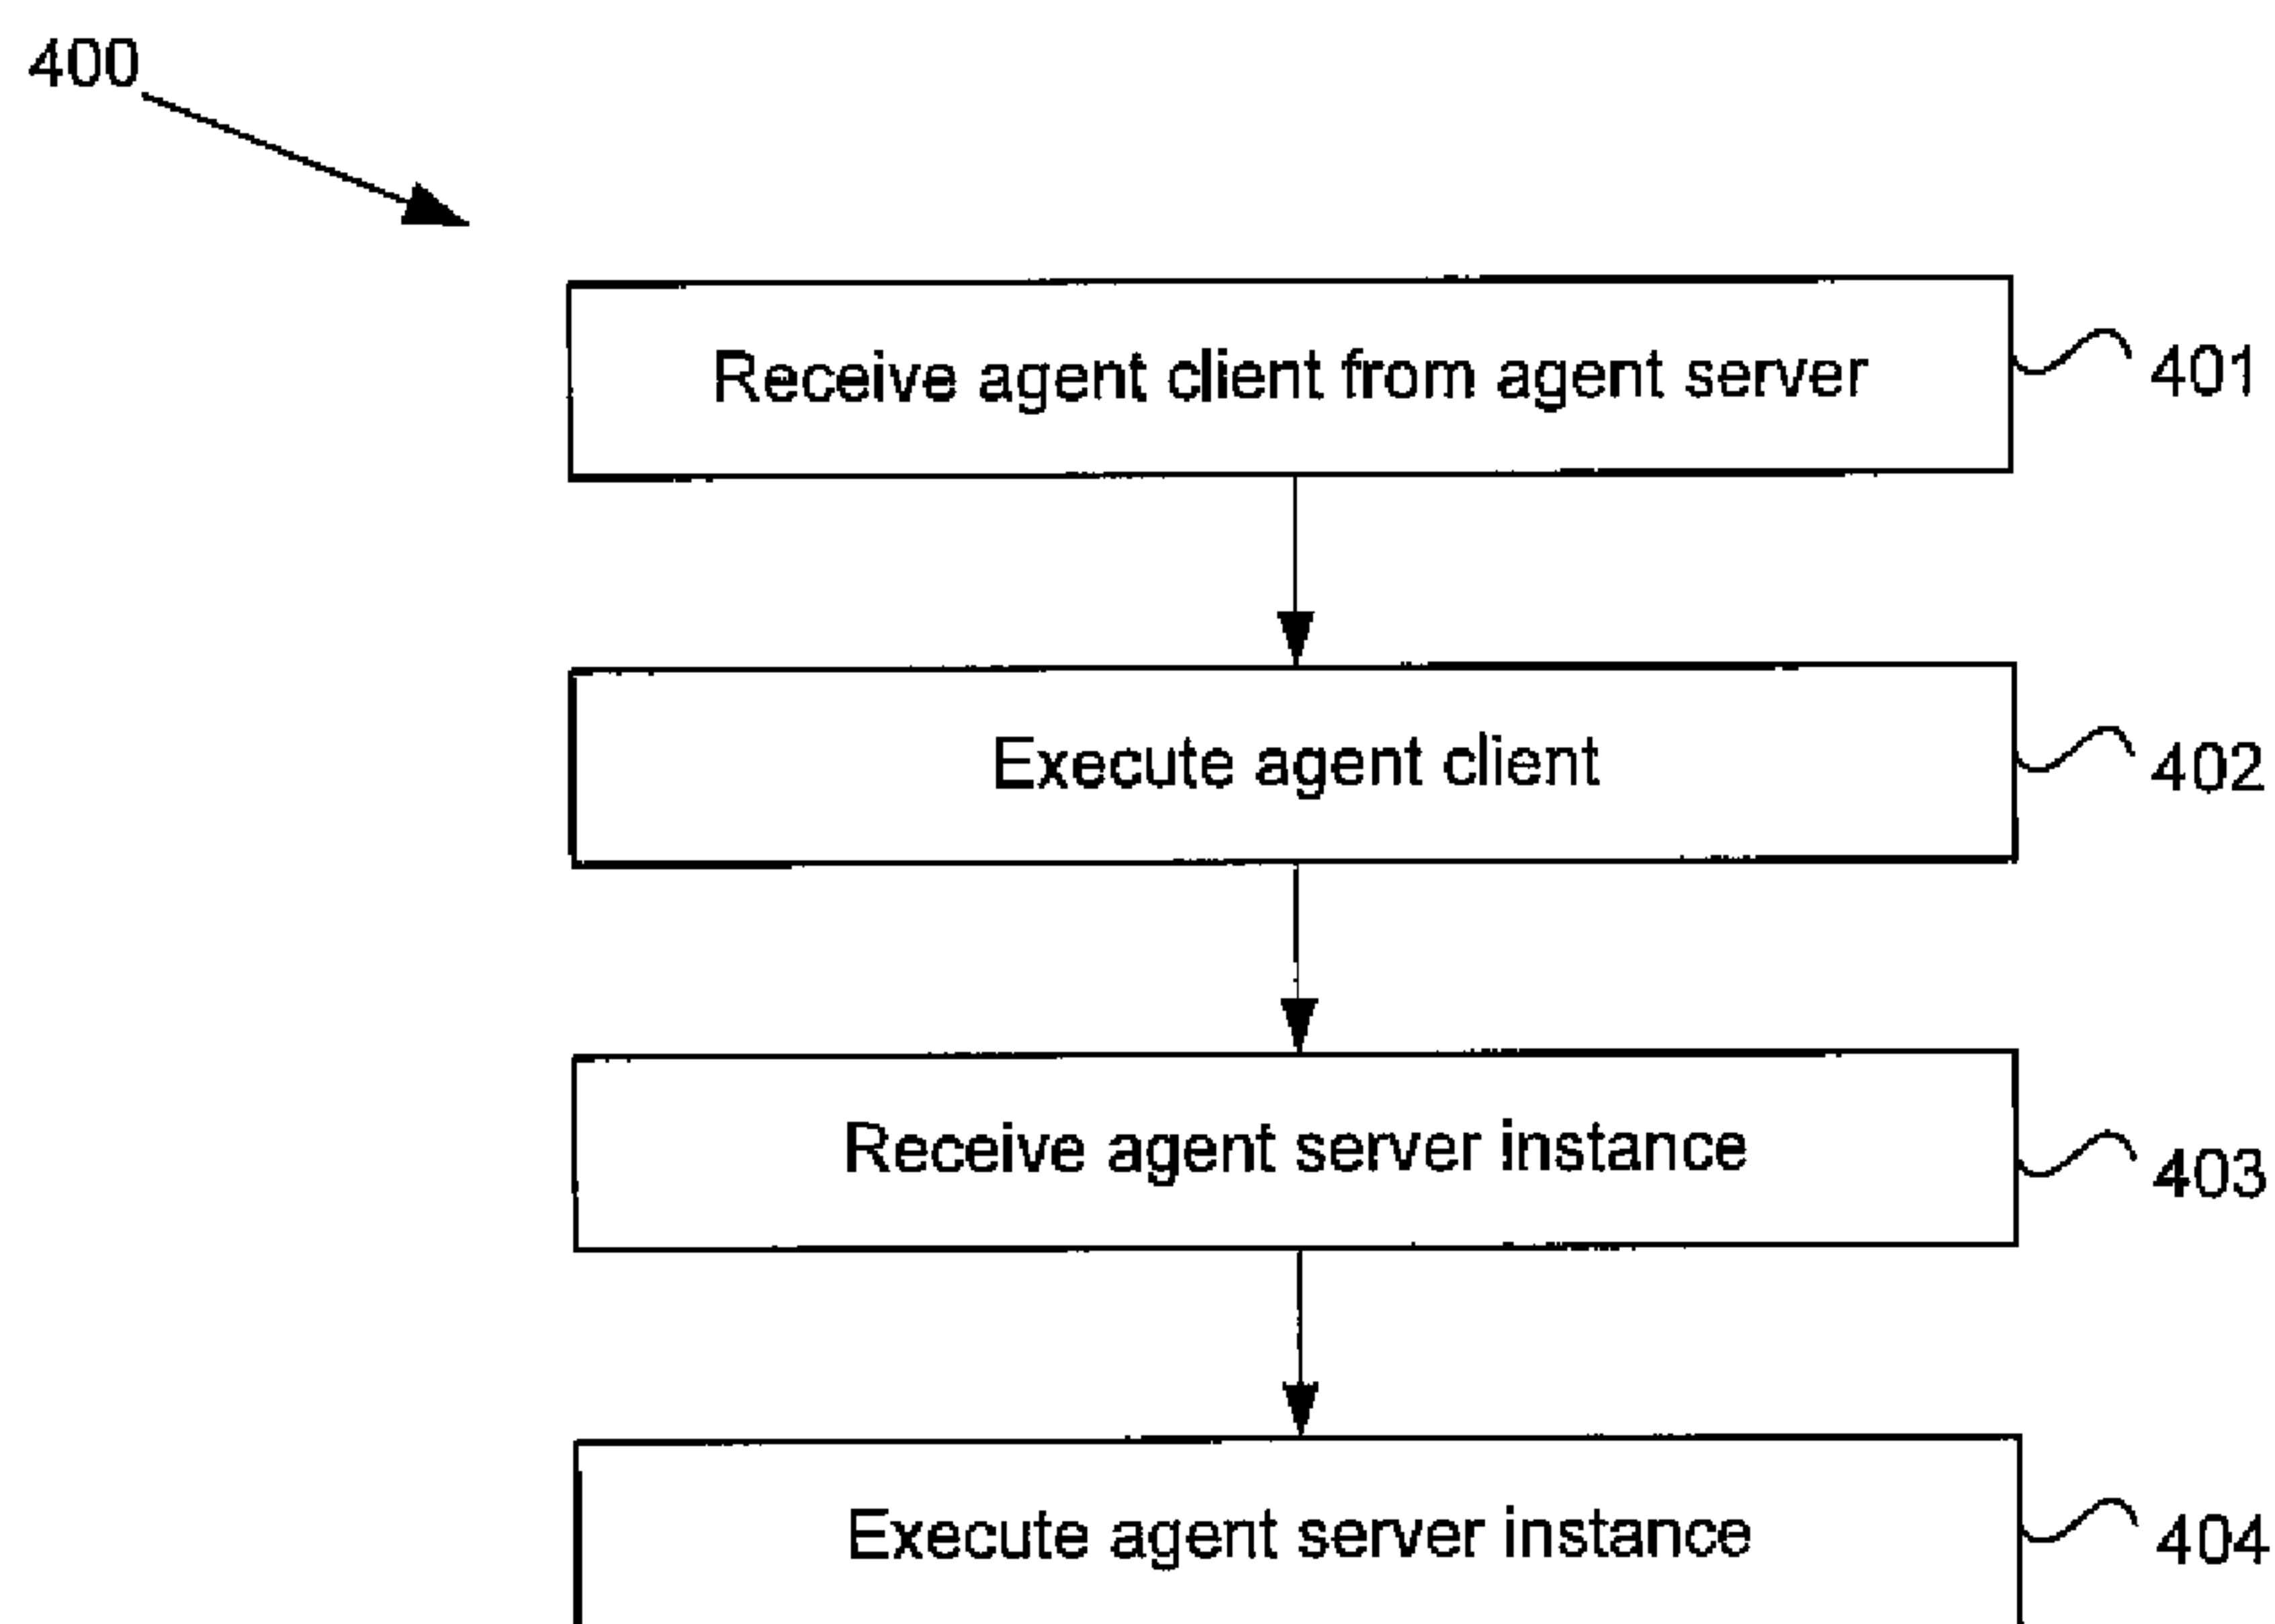 400
Receive agent client from agent server
401
Execute agent client
402
Receive agent server instance
403
Execute agent server instance
404